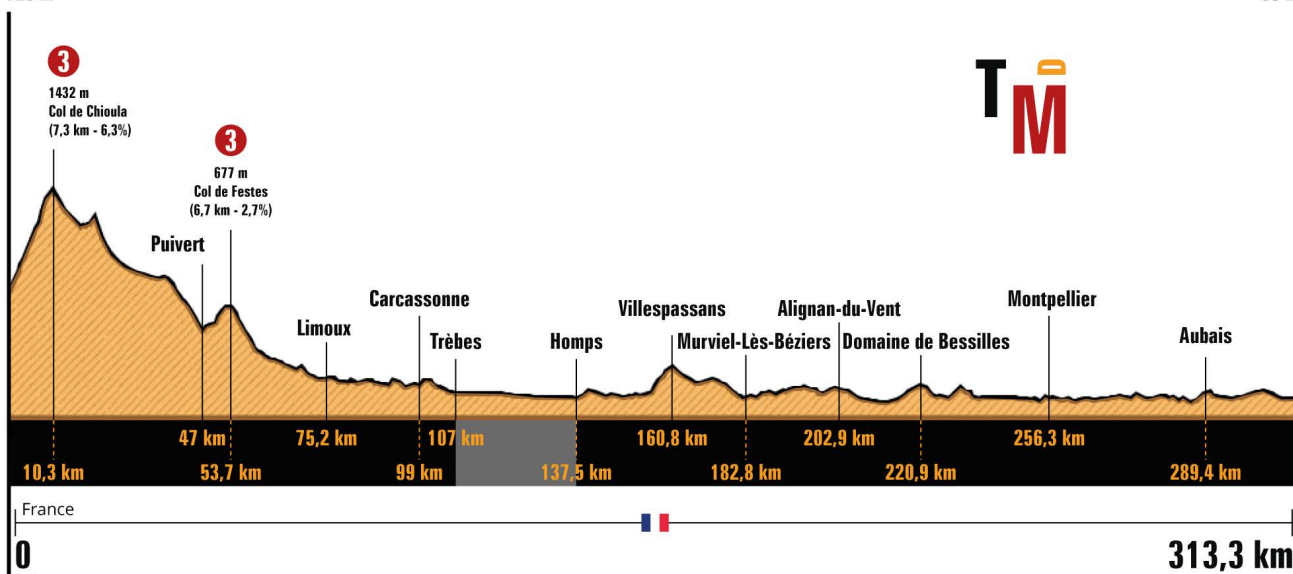 3
1432 m
Col de Chioula
(7,3 km - 6,3%)
3
677 m
Col de Festes
(6,7 km - 2,7%)
T
D
M
Puivert
Limoux
Carcassonne
Trèbes
Homps
Villespassans
Murviel-Lès-Béziers
Alignan-du-Vent
Domaine de Bessilles
Montpellier
Aubais
47 km
75,2 km
107 km
160,8 km
202,9 km
256,3 km
10,3 km
53,7 km
99 km
137,5 km
182,8 km
220,9 km
289,4 km
France
0
313,3 km